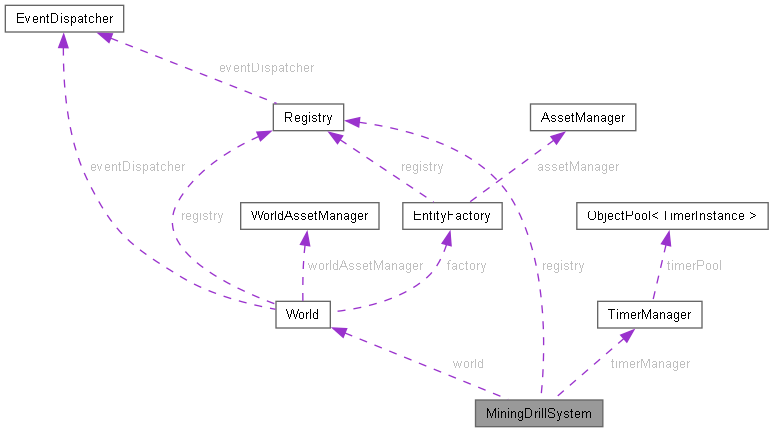 EventDispatcher
eventDispatcher
Registry
AssetManager
eventDispatcher
registry
assetManager
registry
WorldAssetManager
EntityFactory
ObjectPool< TimerInstance >
worldAssetManager
factory
registry
timerPool
World
TimerManager
world
timerManager
MiningDrillSystem